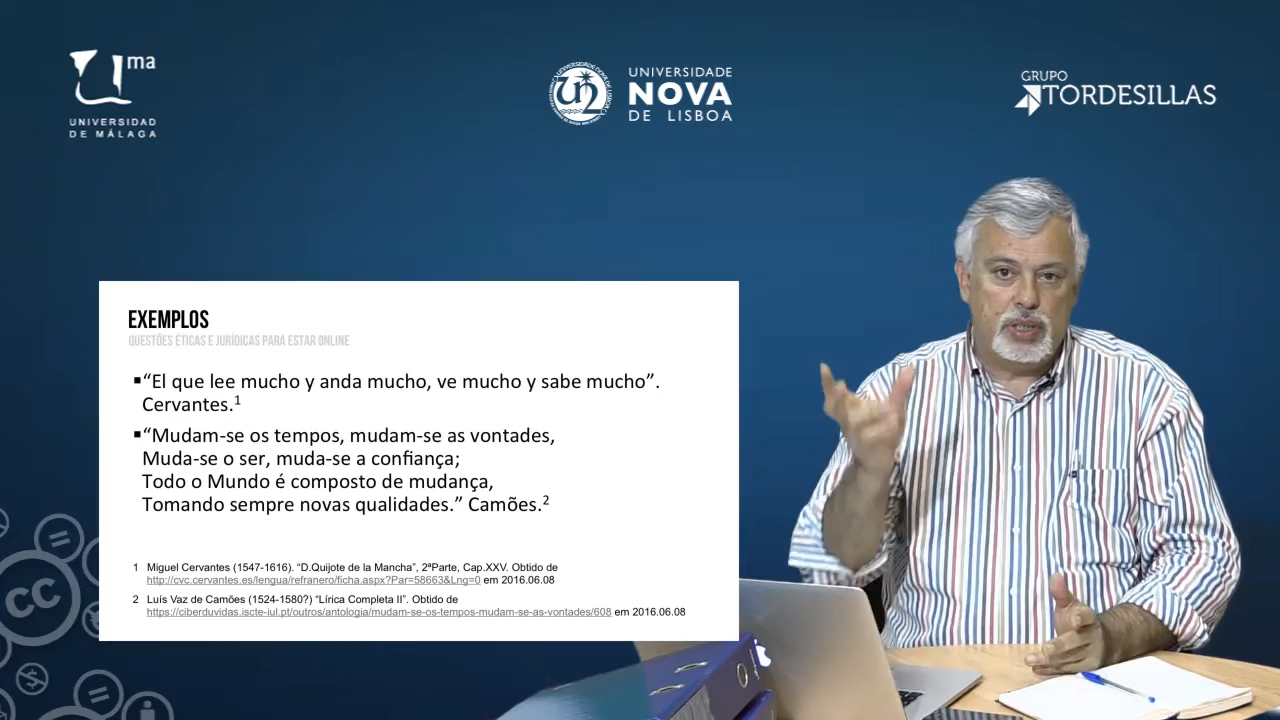 ma
UNIVERSIDAD
DE MÁLAGA
UNIVERSIDADE
NOVA
DE LISBOA
GRUPO
TORDESILLAS
EXEMPLOS
QUESTÕES ÉTICAS E JURÍDICAS PARA ESTAR ONLINE
▪“El que lee mucho y anda mucho, ve mucho y sabe mucho”.
Cervantes.1
▪“Mudam-se os tempos, mudam-se as vontades,
Muda-se o ser, muda-se a confiança;
Todo o Mundo é composto de mudança,
Tomando sempre novas qualidades.” Camões.2
1 Miguel Cervantes (1547-1616). “D.Quijote de la Mancha”, 2ªParte, Cap.XXV. Obtido de
http://cvc.cervantes.es/lengua/refranero/ficha.aspx?Par=58663&Lng=0 em 2016.06.08
2 Luís Vaz de Camões (1524-1580?) “Lírica Completa II”. Obtido de
https://ciberduvidas.iscte-iul.pt/outros/antologia/mudam-se-os-tempos-mudam-se-as-vontades/608 em 2016.06.08
cc